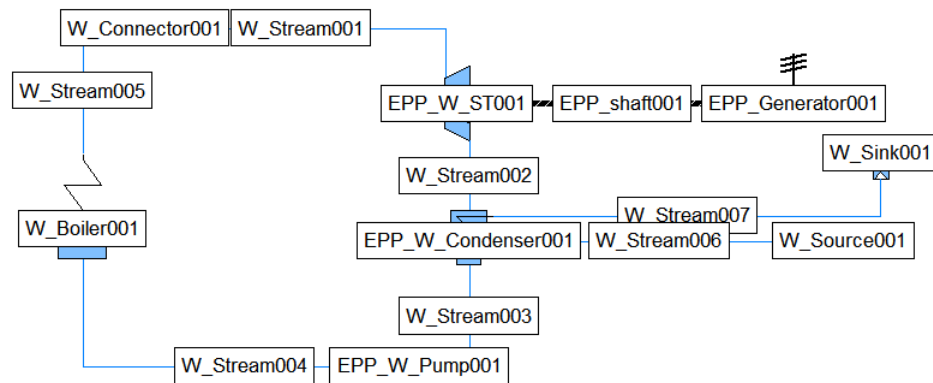 W_Connector001
W_Stream001
W_Stream005
EPP_W_ST001
EPP_shaft001
EPP_Generator001
W_Sink001
W_Stream002
W_Stream007
W_Boiler001
EPP_W_Condenser001
W_Stream006
W_Source001
W_Stream003
W_Stream004
EPP_W_Pump001